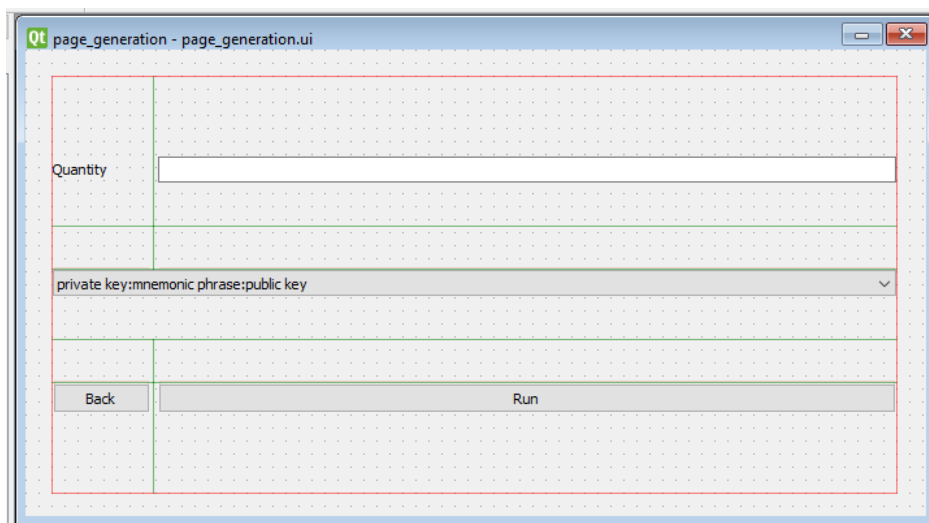 Qt page_generation - page_generation.ui
Quantity
private key:mnemonic phrase:public key
Back Run